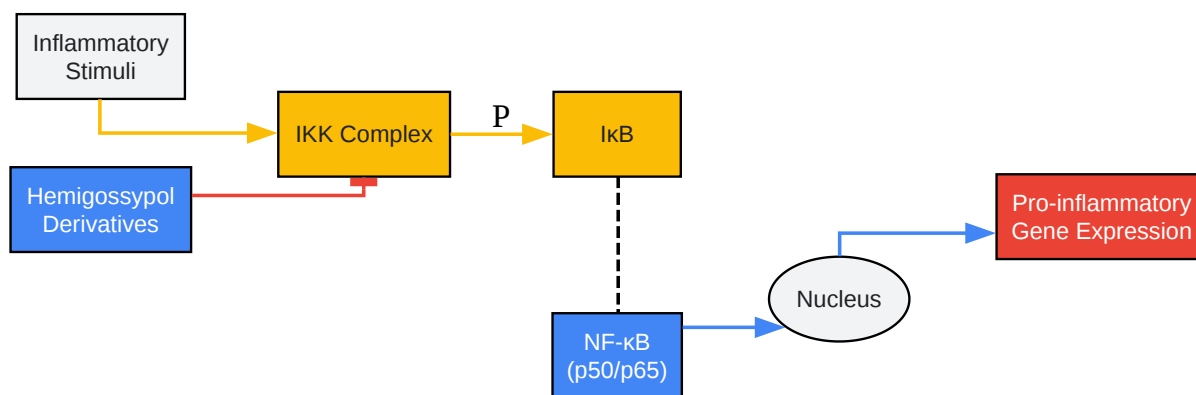 Inflammatory
Stimuli
IKK Complex
P
IκB
Hemigossypol
Derivatives
Pro-inflammatory
Gene Expression
Nucleus
NF-κB
(p50/p65)